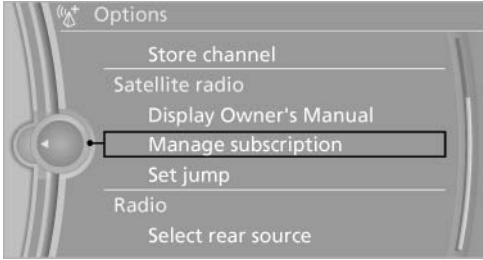 Options
Store channel
Satellite radio
Display Owner's Manual
Manage subscription
Set jump
Radio
Select rear source